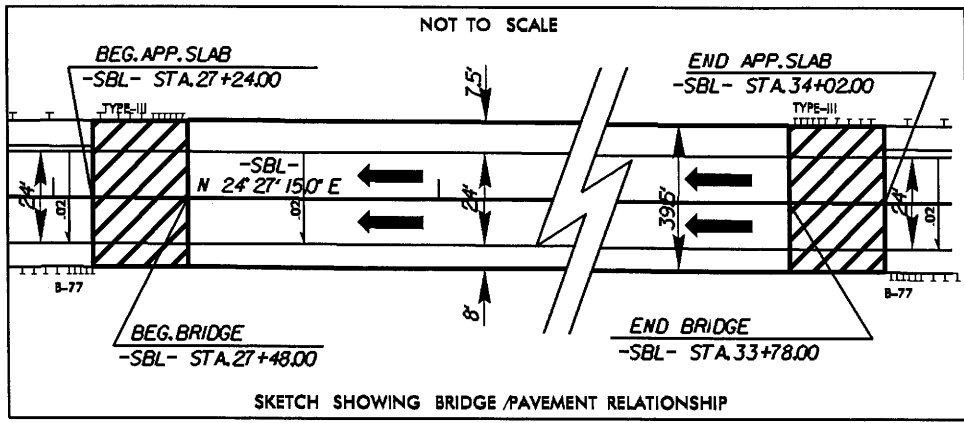 NOT TO SCALE
BEG. APP. SLAB
-SBL- STA. 27+24.00
END APP. SLAB
-SBL- STA. 34+02.00
7.5'
TYPE-III
TYPE-III
24'
.02
-SBL-
N 24° 27' 15.0" E
.02
24'
39.5'
24'
.02
B-77
8'
B-77
BEG. BRIDGE
-SBL- STA. 27+48.00
END BRIDGE
-SBL- STA. 33+78.00
SKETCH SHOWING BRIDGE /PAVEMENT RELATIONSHIP